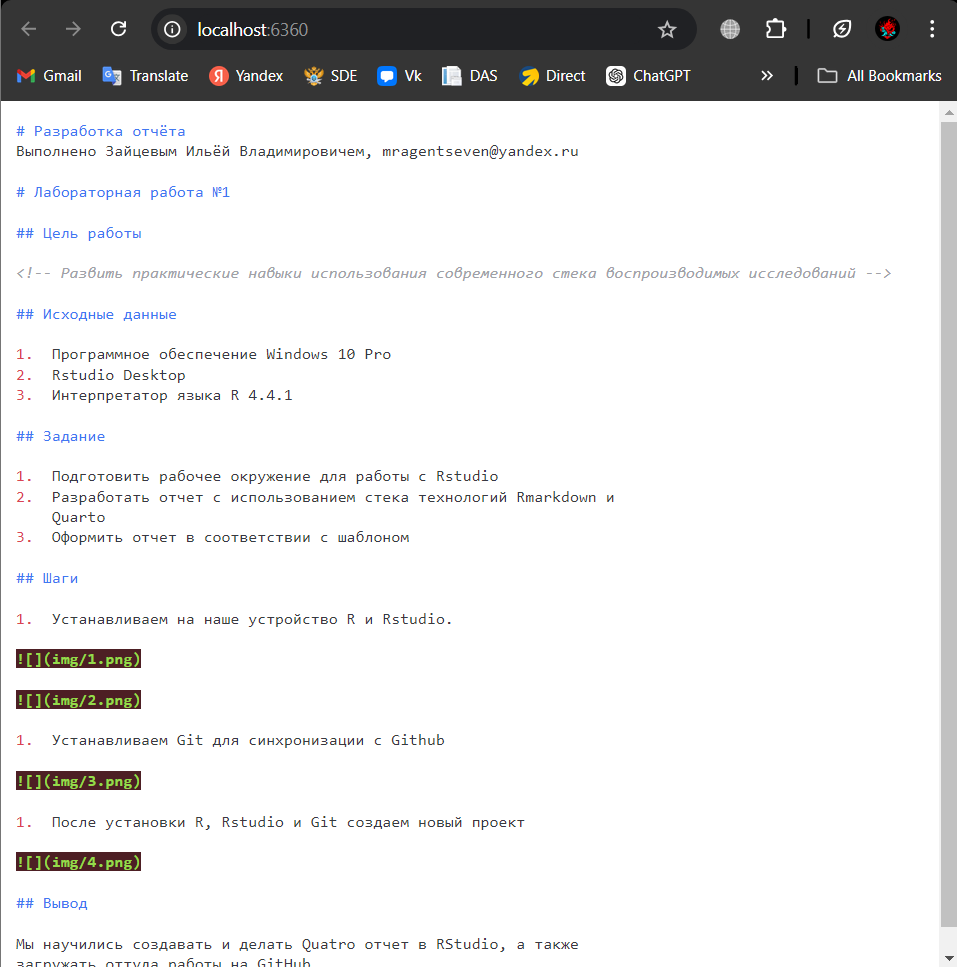 localhost:6360
Gmail Translate Yandex SDE Vk DAS Direct ChatGPT » All Bookmarks
# Разработка отчёта
Выполнено Зайцевым Ильёй Владимировичем, mragentseven@yandex.ru
# Лабораторная работа №1
## Цель работы
<!-- Развить практические навыки использования современного стека воспроизводимых исследований -->
## Исходные данные
1. Программное обеспечение Windows 10 Pro
2. Rstudio Desktop
3. Интерпретатор языка R 4.4.1
## Задание
1. Подготовить рабочее окружение для работы с Rstudio
2. Разработать отчет с использованием стека технологий Rmarkdown и
Quarto
3. Оформить отчет в соответствии с шаблоном
## Шаги
1. Устанавливаем на наше устройство R и Rstudio.
![](img/1.png)
![](img/2.png)
1. Устанавливаем Git для синхронизации с Github
![](img/3.png)
1. После установки R, Rstudio и Git создаем новый проект
![](img/4.png)
## Вывод
Мы научились создавать и делать Quatro отчет в RStudio, а также
загружать оттуда работы на GitHub